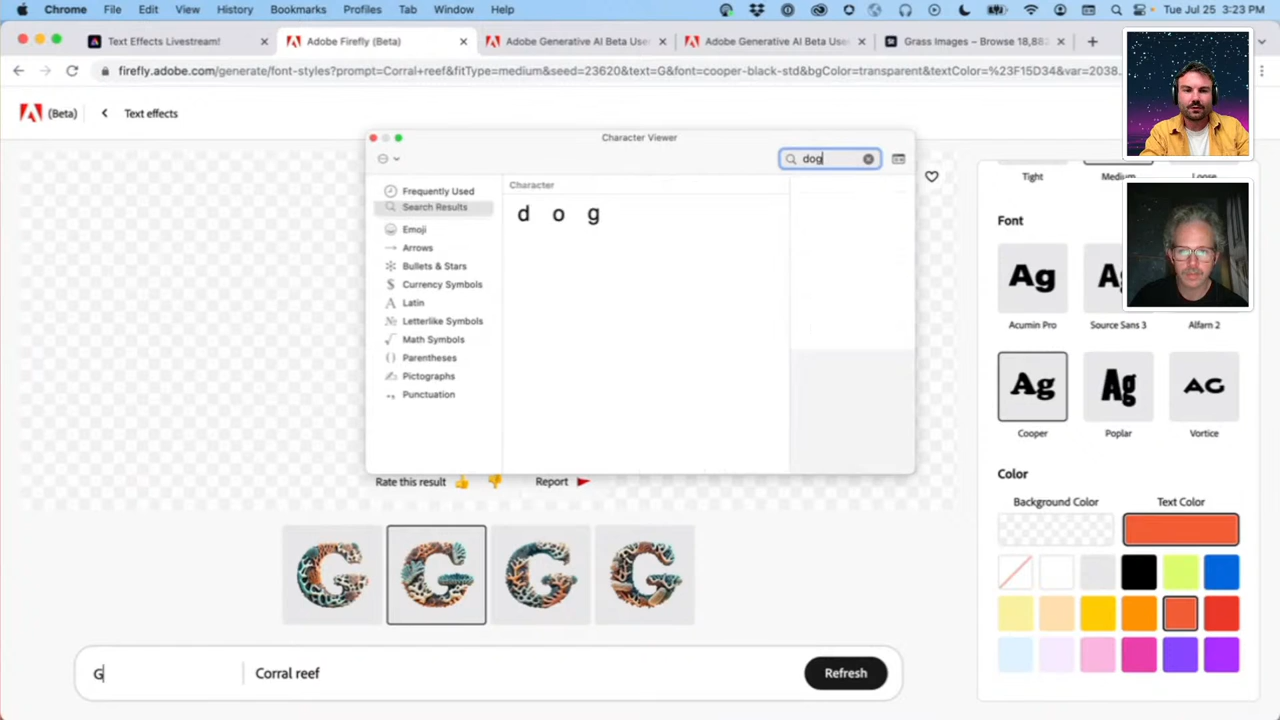 Chrome File Edit View History Bookmarks Profiles Tab Window Help Tue Jul 25 3:23 PM
Text Effects Livestream! Adobe Firefly (Beta) Adobe Generative AI Beta Use Adobe Generative AI Beta Use St Grass Images – Browse 18,88
firefly.adobe.com/generate/font-styles?prompt=Corral+reef&fitType=medium&seed=23620&text=G&font=cooper-black-std&bgColor=transparent&textColor=%23F15D34&var=2038.
(Beta) Text effects
Character Viewer
dog
Frequently Used
Search Results
Emoji
Arrows
Bullets & Stars
Currency Symbols
Latin
Letterlike Symbols
Math Symbols
Parentheses
Pictographs
Punctuation
Character
d o g
Tight Medium Loose
Font
Ag Ag
Acumin Pro Source Sans 3 Alfarn 2
Ag Ag AG
Cooper Poplar Vortice
Color
Background Color Text Color
Rate this result Report
G G G G
G Corral reef Refresh